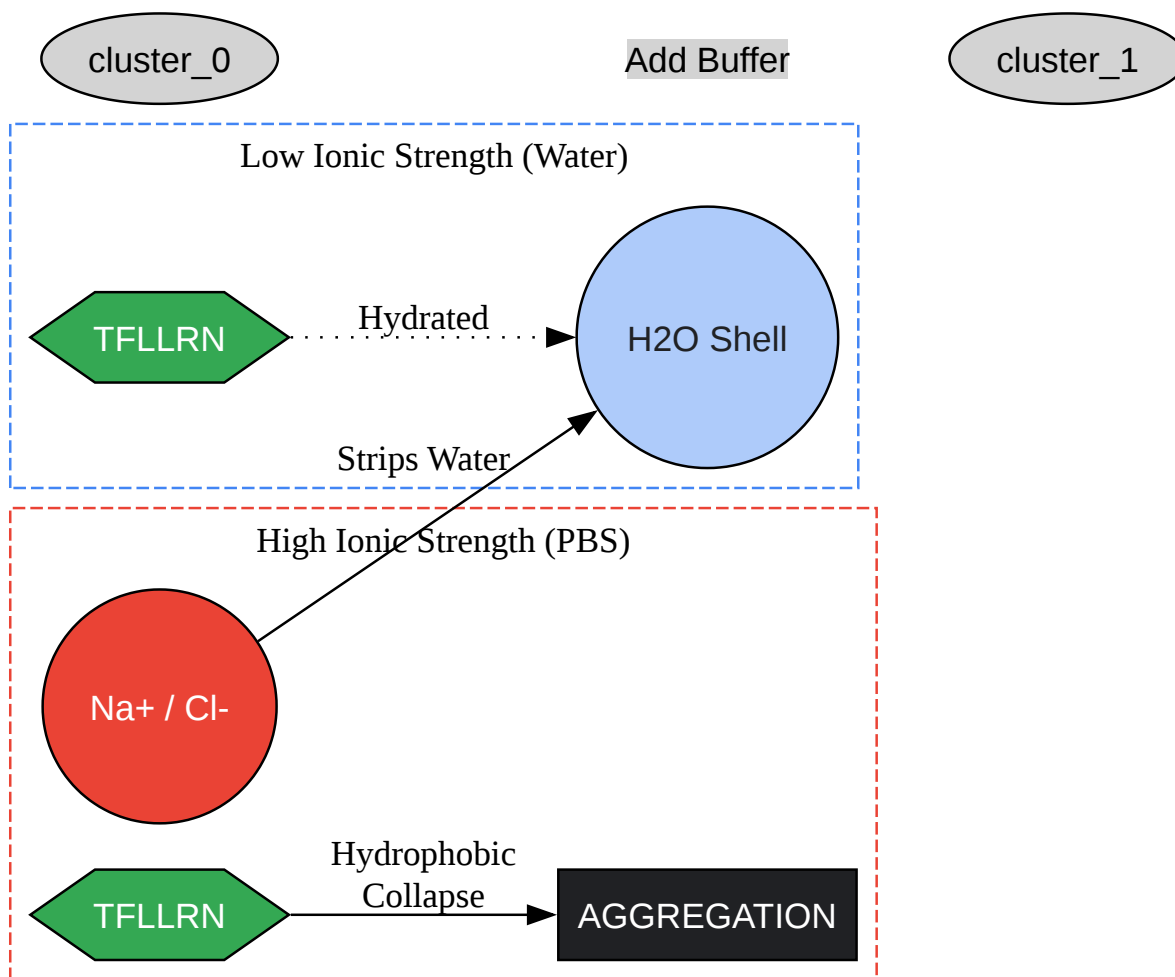 cluster_0
Add Buffer
cluster_1
Low Ionic Strength (Water)
TFLLRN
Hydrated
H2O Shell
Strips Water
High Ionic Strength (PBS)
Na+ / Cl-
Hydrophobic
Collapse
TFLLRN
AGGREGATION